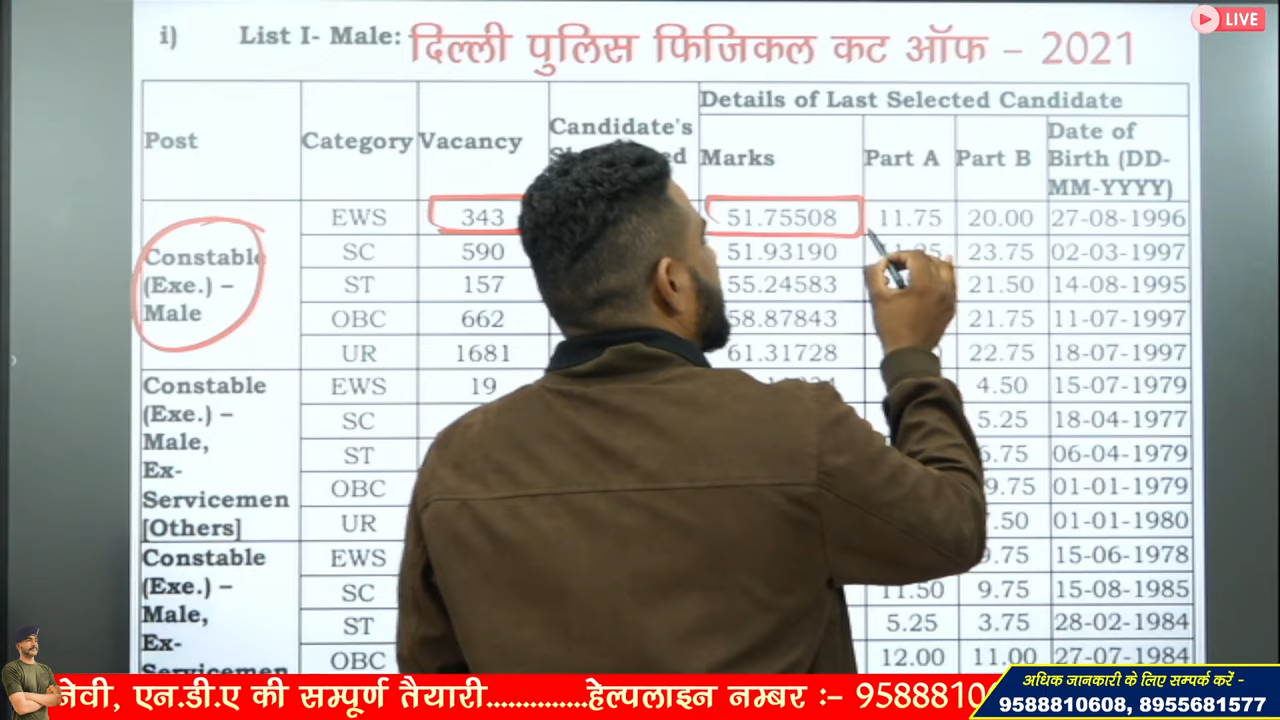 LIVE
i) List I- Male: दिल्ली पुलिस फिजिकल कट ऑफ – 2021
Details of Last Selected Candidate
Post Category Vacancy Candidate's Marks Part A Part B Date of Birth (DD-MM-YYYY)
Constable (Exe.) – Male
EWS 343 51.75508 11.75 20.00 27-08-1996
SC 590 51.93190 23.75 02-03-1997
ST 157 55.24583 21.50 14-08-1995
OBC 662 58.87843 21.75 11-07-1997
UR 1681 61.31728 22.75 18-07-1997
Constable (Exe.) – Male, Ex-Servicemen [Others]
EWS 19 4.50 15-07-1979
SC 5.25 18-04-1977
ST 06-04-1979
OBC 01-01-1979
UR 01-01-1980
Constable (Exe.) – Male, Ex-Servicemen
EWS 15-06-1978
SC 11.50 9.75 15-08-1985
ST 5.25 3.75 28-02-1984
OBC 12.00 11.00 27-07-1984
नेवी, एन.डी.ए की सम्पूर्ण तैयारी...............हेल्पलाइन नम्बर :- 9588810
अधिक जानकारी के लिए सम्पर्क करें -
9588810608, 8955681577